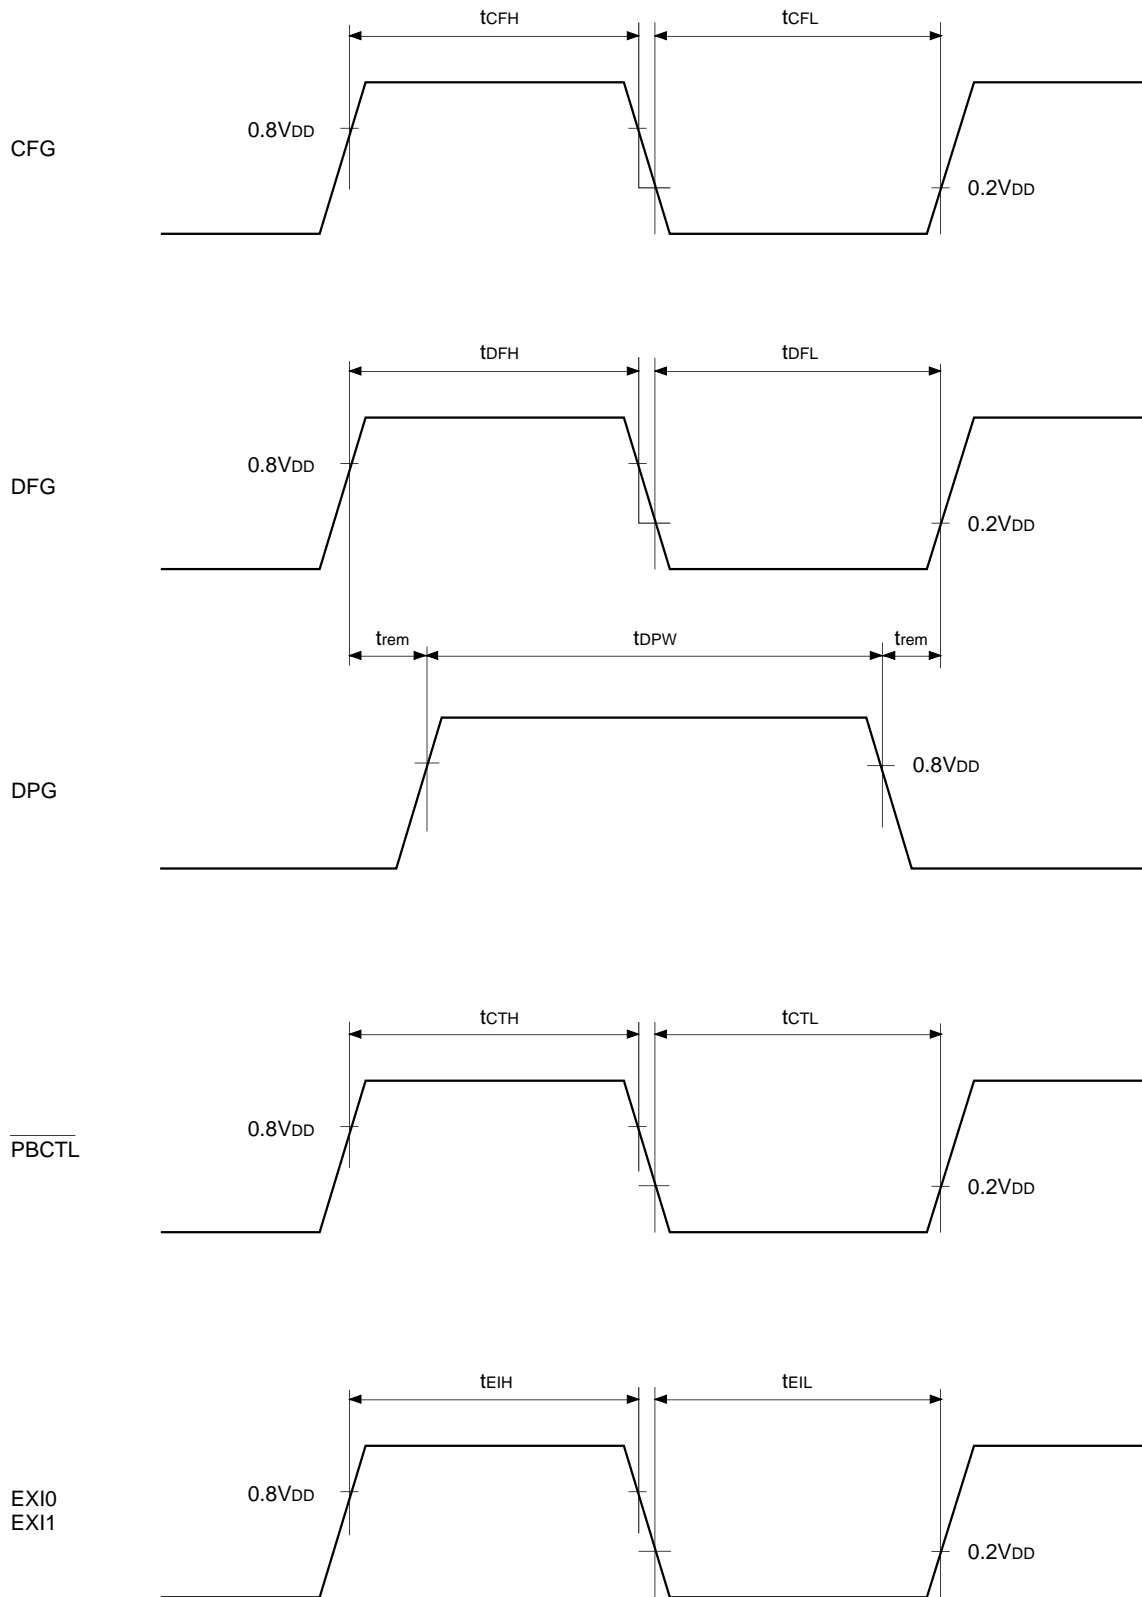 tCFH tCFL
0.8VDD
CFG
0.2VDD
tDFH tDFL
0.8VDD
DFG
0.2VDD
trem tDPW trem
0.8VDD
DPG
tCTH tCTL
0.8VDD
PBCTL
0.2VDD
tEIH tEIL
0.8VDD
EXI0
EXI1
0.2VDD